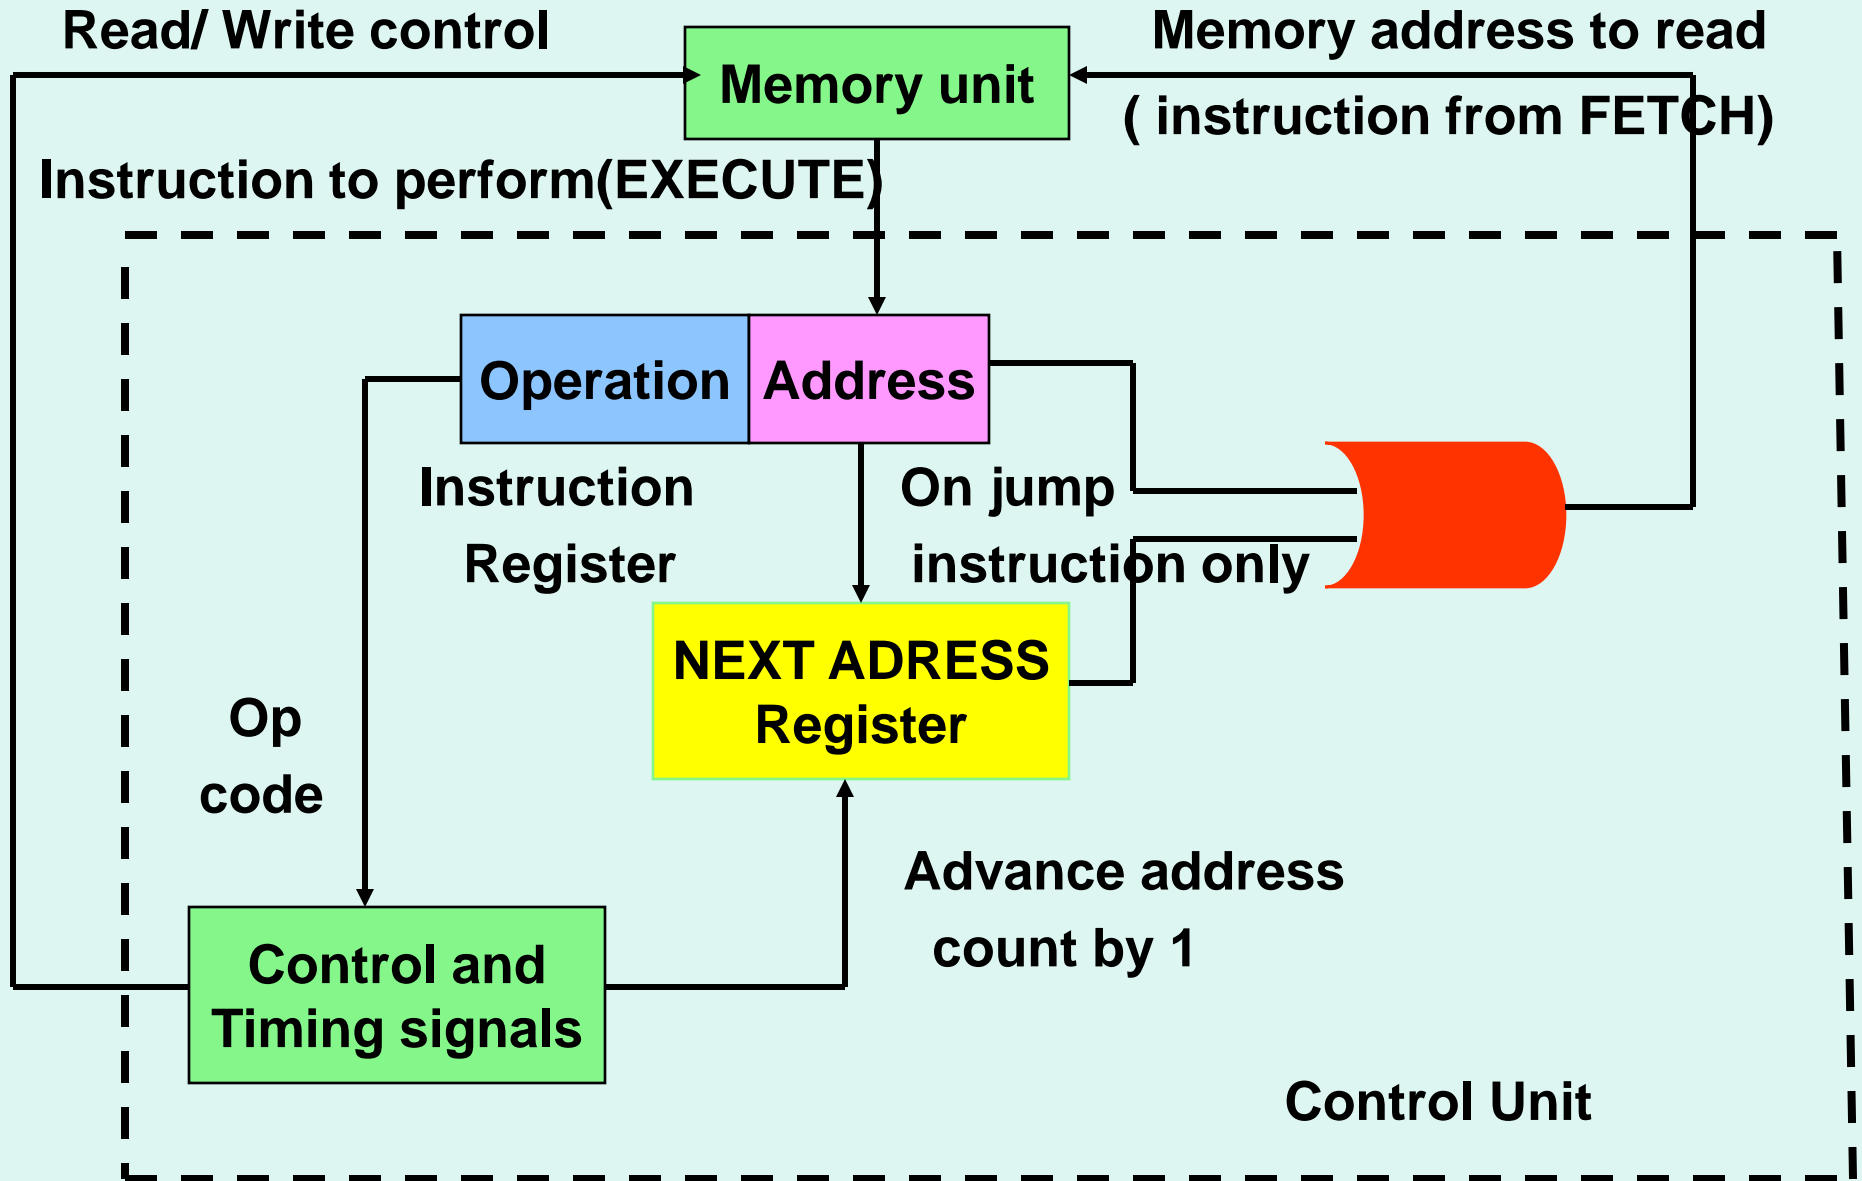 Read/ Write control
Memory unit
Memory address to read
( instruction from FETCH)
Instruction to perform(EXECUTE)
Operation
Address
Instruction
Register
On jump
instruction only
NEXT ADRESS
Register
Op
code
Advance address
count by 1
Control and
Timing signals
Control Unit